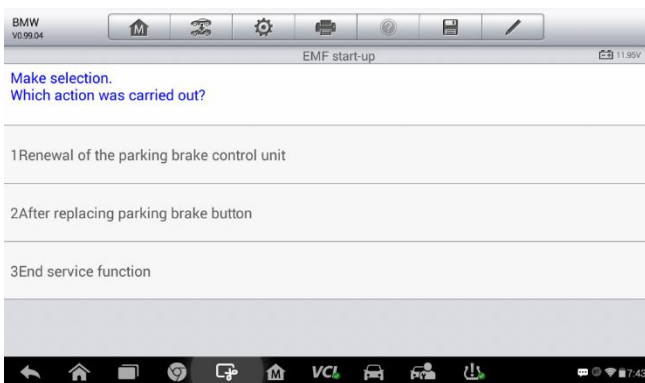 BMW
V0.99.04
M
?
EMF start-up
11.95V
Make selection.
Which action was carried out?
1Renewal of the parking brake control unit
2After replacing parking brake button
3End service function
M
VCI
7:43